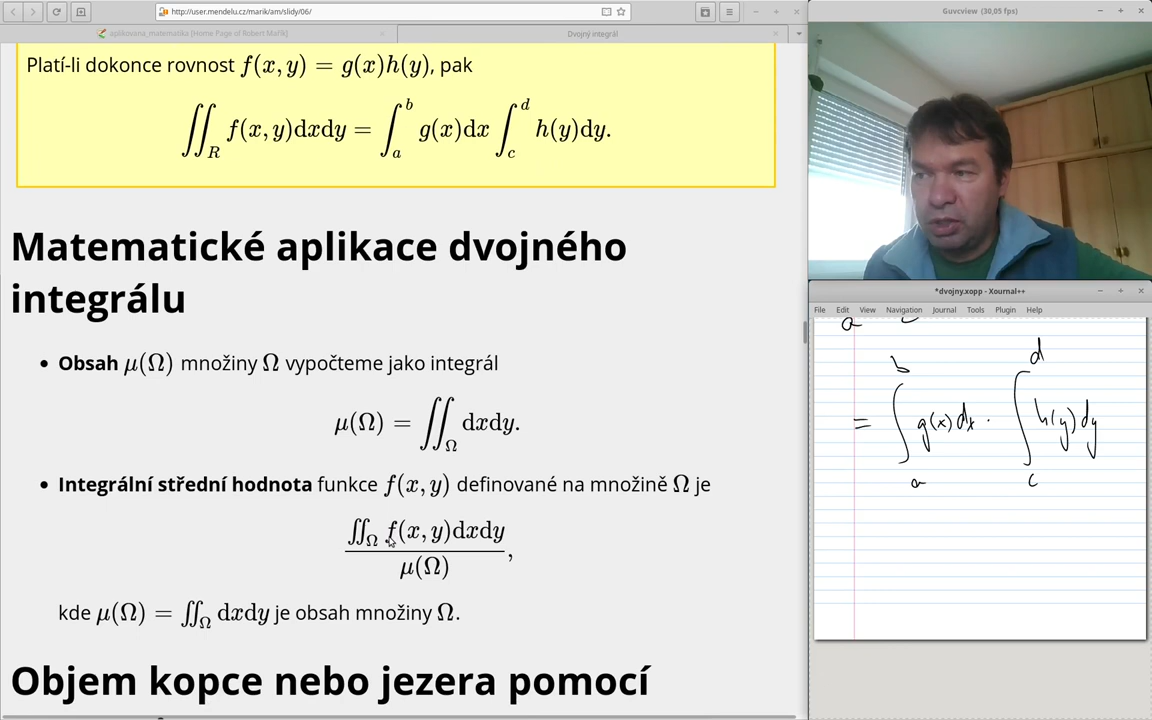 http://user.mendelu.cz/marik/am/slidy/06/
aplikovana_matematika [Home Page of Robert Mařík]
Dvojný integrál
Platí-li dokonce rovnost f(x, y) = g(x)h(y), pak
∬_R f(x, y)dxdy = ∫_a^b g(x)dx ∫_c^d h(y)dy.
Matematické aplikace dvojného
integrálu
• Obsah μ(Ω) množiny Ω vypočteme jako integrál
μ(Ω) = ∬_Ω dxdy.
• Integrální střední hodnota funkce f(x, y) definované na množině Ω je
∬_Ω f(x, y)dxdy
μ(Ω) ,
kde μ(Ω) = ∬_Ω dxdy je obsah množiny Ω.
Objem kopce nebo jezera pomocí
Guvcview (30,05 fps)
*dvojny.xopp - Xournal++
File Edit View Navigation Journal Tools Plugin Help
a c
= ∫_a^b g(x)dx · ∫_c^d h(y)dy